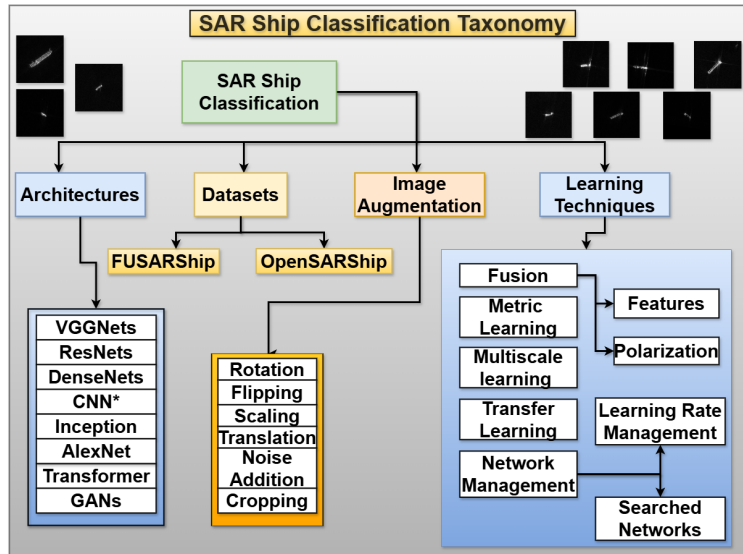 SAR Ship Classification Taxonomy
SAR Ship
Classification
Architectures
Datasets
Image
Augmentation
Learning
Techniques
FUSARShip
OpenSARShip
VGGNets
ResNets
DenseNets
CNN*
Inception
AlexNet
Transformer
GANs
Rotation
Flipping
Scaling
Translation
Noise
Addition
Cropping
Fusion
Metric
Learning
Multiscale
learning
Transfer
Learning
Network
Management
Features
Polarization
Learning Rate
Management
Searched
Networks